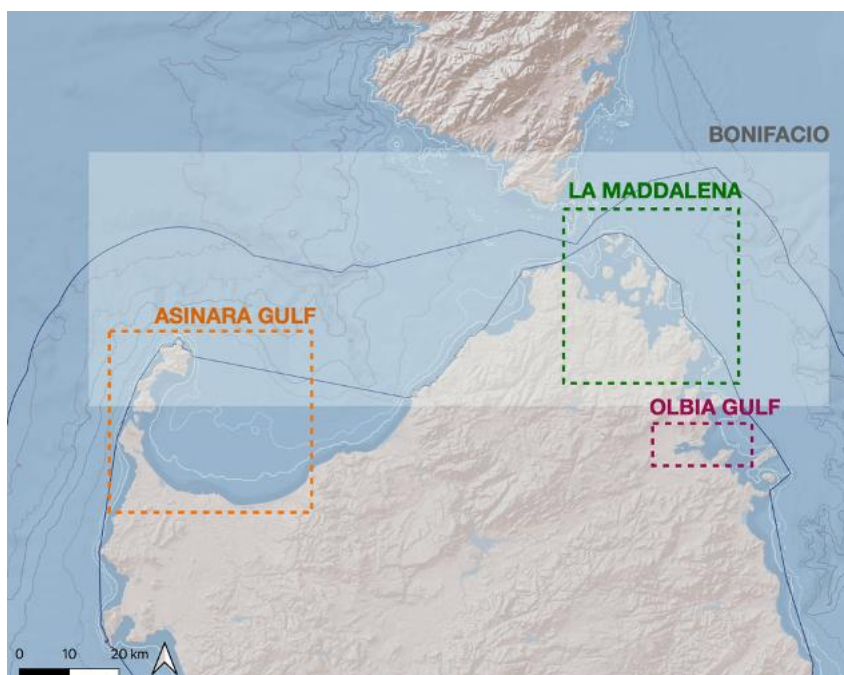 BONIFACIO
LA MADDALENA
ASINARA GULF
OLBIA GULF
0 10 20 km